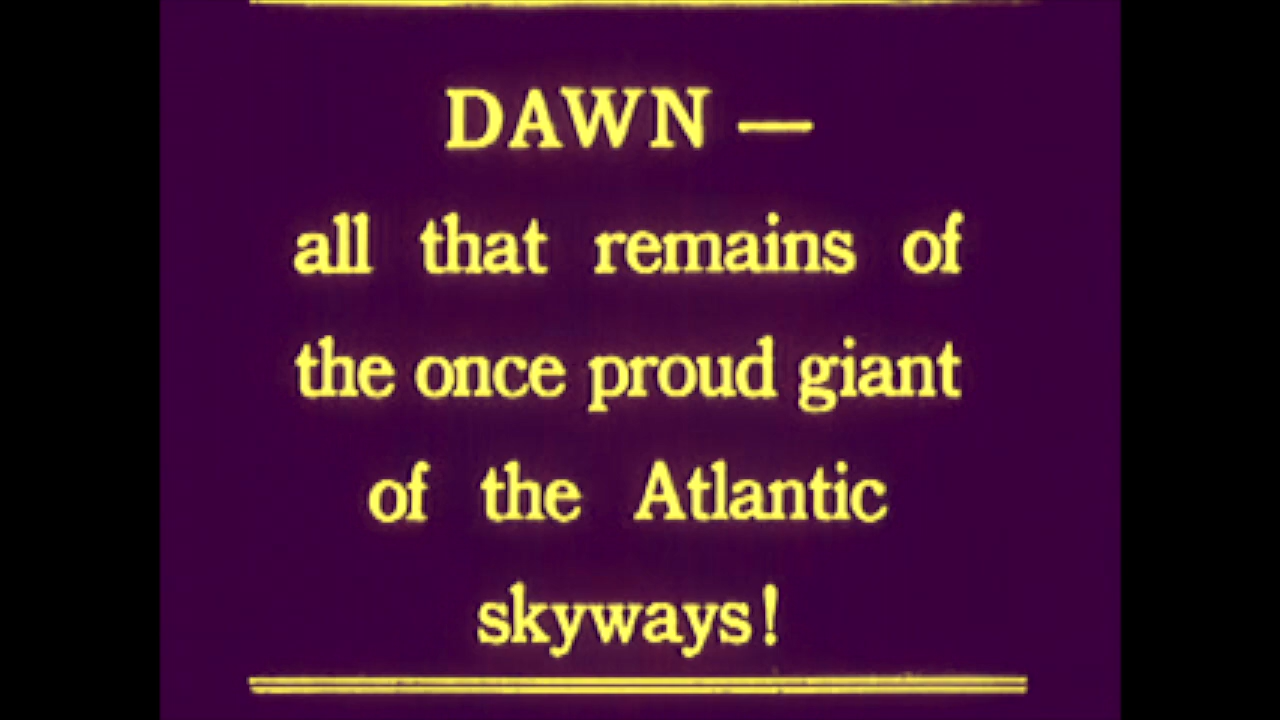 DAWN —
all that remains of
the once proud giant
of the Atlantic
skyways!